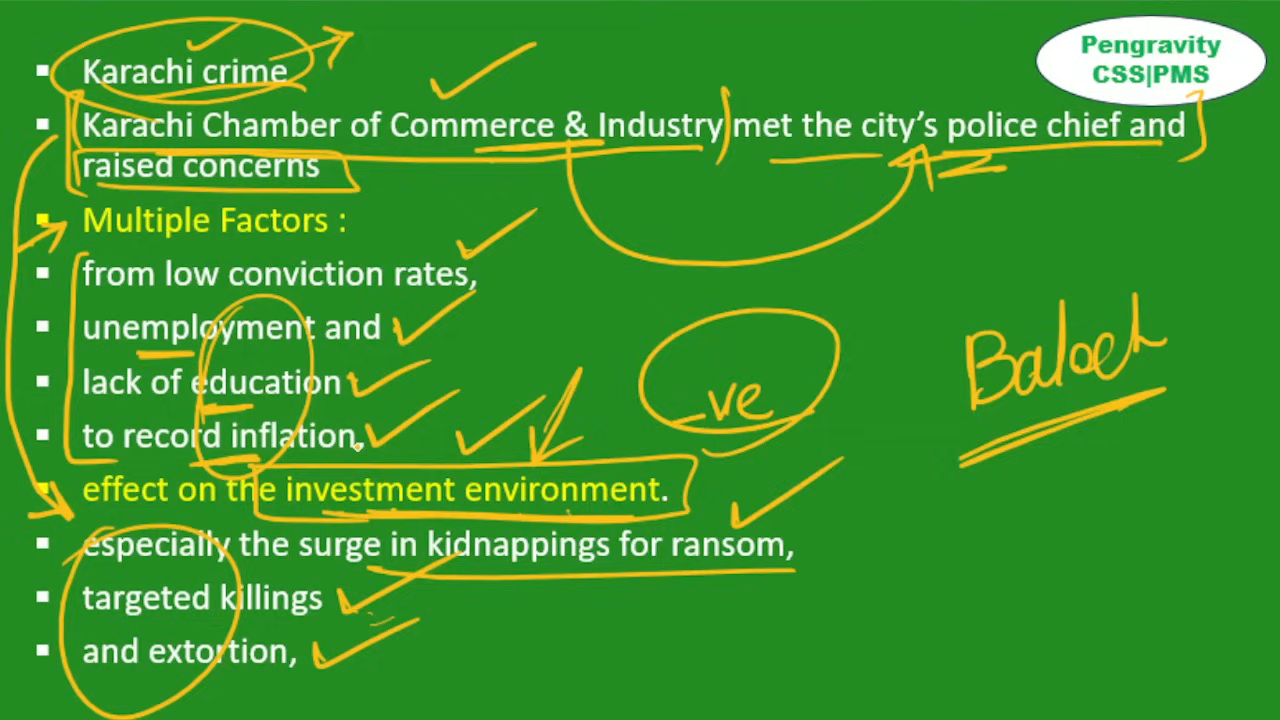 Pengravity
CSS|PMS
Karachi crime
Karachi Chamber of Commerce & Industry met the city's police chief and
raised concerns
Multiple Factors :
from low conviction rates,
unemployment and
lack of education
to record inflation,
effect on the investment environment.
especially the surge in kidnappings for ransom,
targeted killings
and extortion,
-ve
Baloch